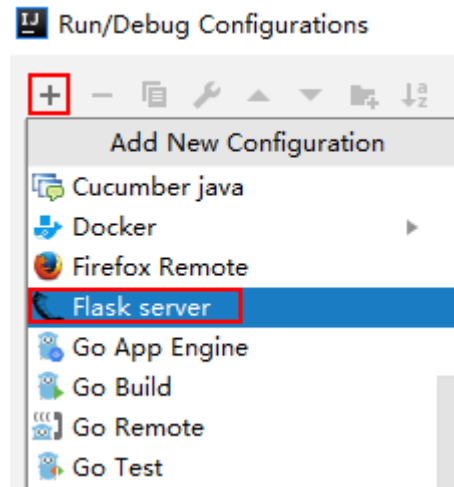 IJ Run/Debug Configurations
Add New Configuration
Cucumber java
Docker
Firefox Remote
Flask server
Go App Engine
Go Build
Go Remote
Go Test